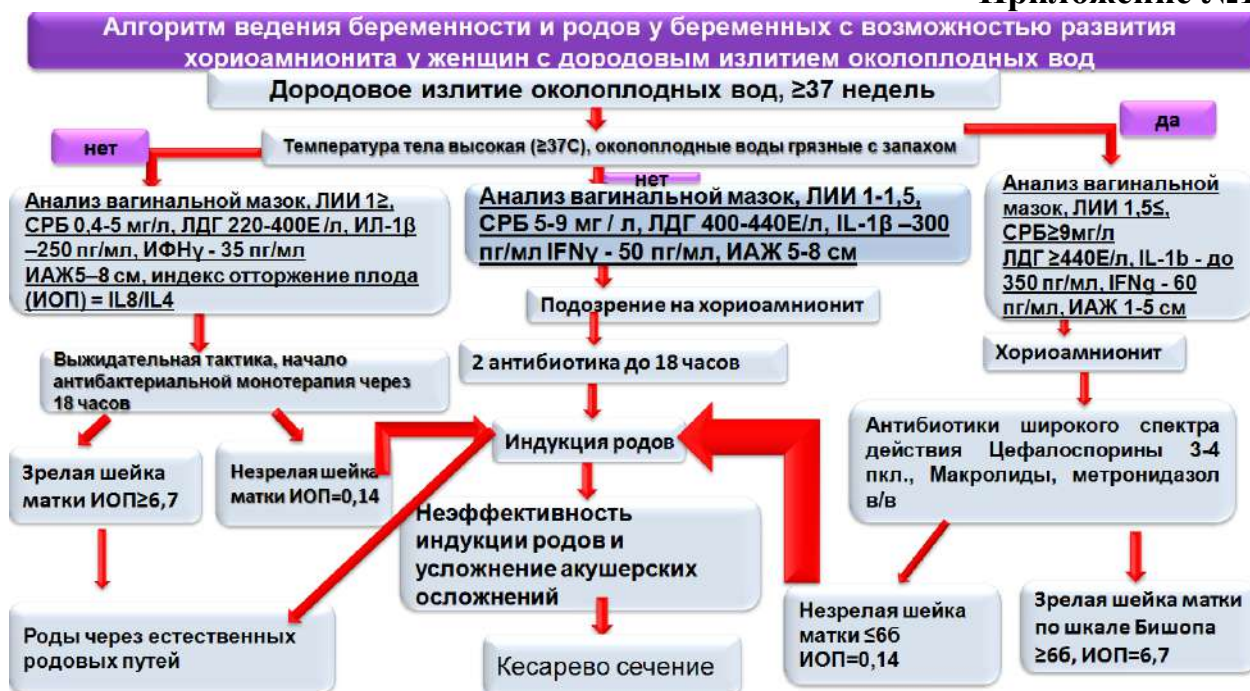 Приложение №1
Алгоритм ведения беременности и родов у беременных с возможностью развития
хориоамнионита у женщин с дородовым излитием околоплодных вод
Дородовое излитие околоплодных вод, ≥37 недель
да
нет
Температура тела высокая (≥37С), околоплодные воды грязные с запахом
нет
Анализ вагинальной мазок, ЛИИ 1≥,
СРБ 0,4-5 мг/л, ЛДГ 220-400Е/л, ИЛ-1β
–250 пг/мл, ИФНγ - 35 пг/мл
ИАЖ5–8 см, индекс отторжение плода
(ИОП) = IL8/IL4
Анализ вагинальной мазок, ЛИИ 1-1,5,
СРБ 5-9 мг / л, ЛДГ 400-440Е/л, IL-1β –300
пг/мл IFNγ - 50 пг/мл, ИАЖ 5-8 см
Анализ вагинальной
мазок, ЛИИ 1,5≤,
СРБ≥9мг/л
ЛДГ ≥440Е/л, IL-1b - до
350 пг/мл, IFNg - 60
пг/мл, ИАЖ 1-5 см
Подозрение на хориоамнионит
Хориоамнионит
Выжидательная тактика, начало
антибактериальной монотерапия через
18 часов
2 антибиотика до 18 часов
Антибиотики широкого спектра
действия Цефалоспорины 3-4
пкл., Макролиды, метронидазол
в/в
Индукция родов
Зрелая шейка
матки ИОП≥6,7
Незрелая шейка
матки ИОП=0,14
Неэффективность
индукции родов и
усложнение акушерских
осложнений
Незрелая шейка
матки ≤6б
ИОП=0,14
Зрелая шейка матки
по шкале Бишопа
≥6б, ИОП=6,7
Роды через естественных
родовых путей
Кесарево сечение